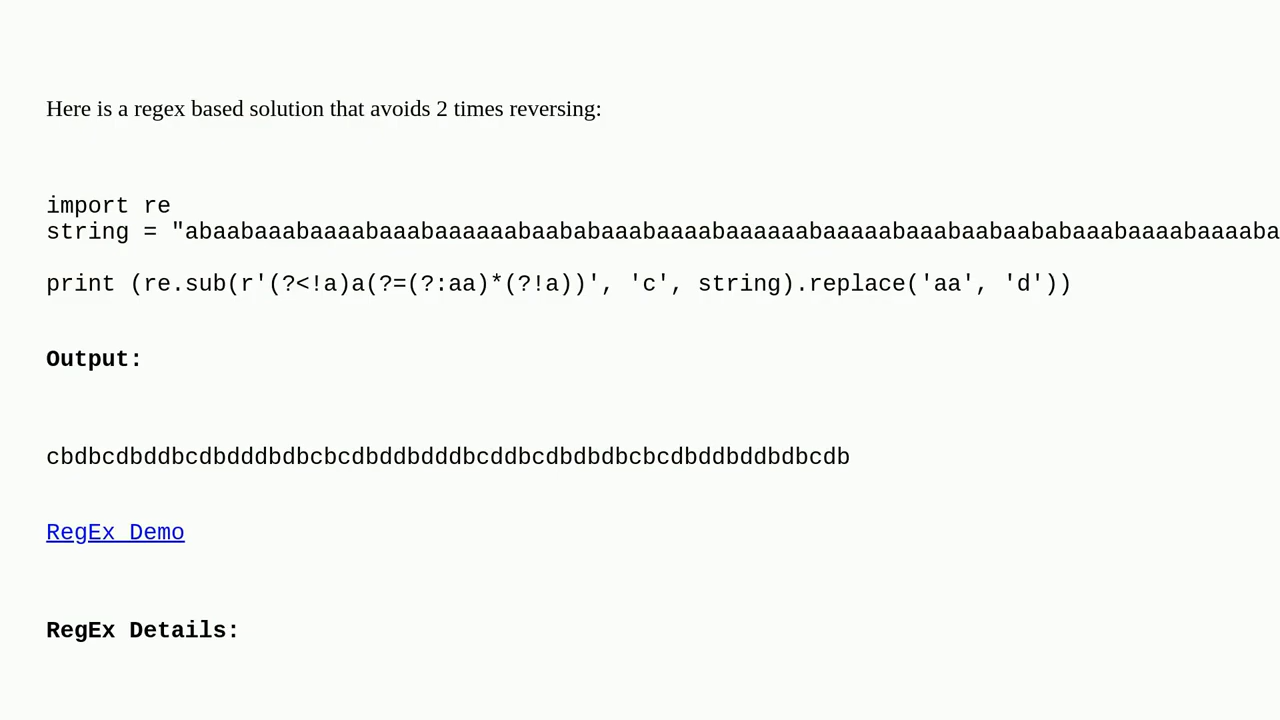 Here is a regex based solution that avoids 2 times reversing:
import re
string = "abaabaaabaaaabaaabaaaaaabaababaaabaaaabaaaaaabaaaaabaaabaabaabaababaaabaaaabaaaaba
print (re.sub(r'(?<!a)a(?=(?:aa)*(?!a))', 'c', string).replace('aa', 'd'))
Output:
cbdbcdbddbcdbdddbdbcbcdbddbdddbcddbcdbdbdbcbcdbddbddbdbcdb
RegEx Demo
RegEx Details: